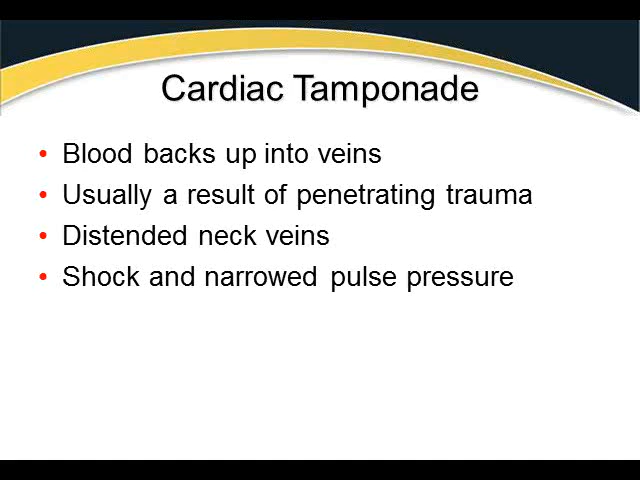 Cardiac Tamponade
• Blood backs up into veins
• Usually a result of penetrating trauma
• Distended neck veins
• Shock and narrowed pulse pressure